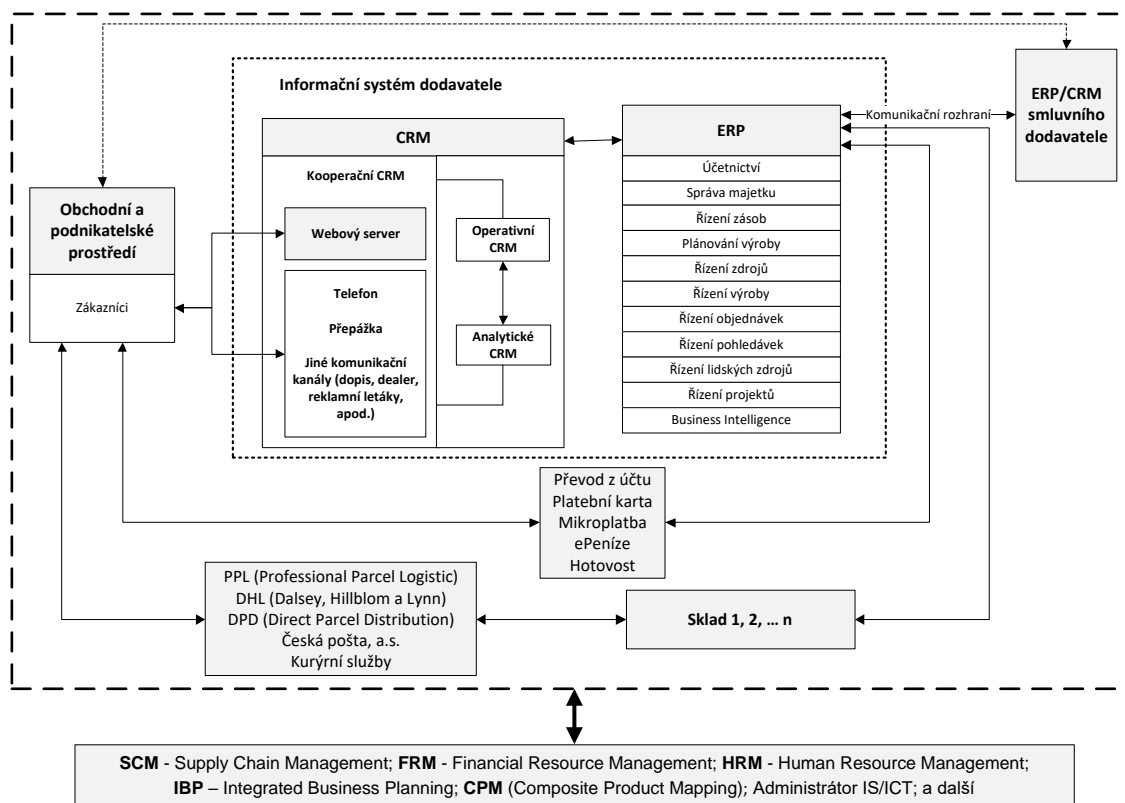 Informační systém dodavatele
ERP/CRM
smluvního
dodavatele
Komunikační rozhraní
CRM
ERP
Kooperační CRM
Webový server
Telefon
Přepážka
Jiné komunikační
kanály (dopis, dealer,
reklamní letáky,
apod.)
Operativní
CRM
Analytické
CRM
Účetnictví
Správa majetku
Řízení zásob
Plánování výroby
Řízení zdrojů
Řízení výroby
Řízení objednávek
Řízení pohledávek
Řízení lidských zdrojů
Řízení projektů
Business Intelligence
Obchodní a
podnikatelské
prostředí
Zákazníci
Převod z účtu
Platební karta
Mikroplatba
ePeníze
Hotovost
PPL (Professional Parcel Logistic)
DHL (Dalsey, Hillblom a Lynn)
DPD (Direct Parcel Distribution)
Česká pošta, a.s.
Kurýrní služby
Sklad 1, 2, ... n
SCM - Supply Chain Management; FRM - Financial Resource Management; HRM - Human Resource Management;
IBP – Integrated Business Planning; CPM (Composite Product Mapping); Administrátor IS/ICT; a další